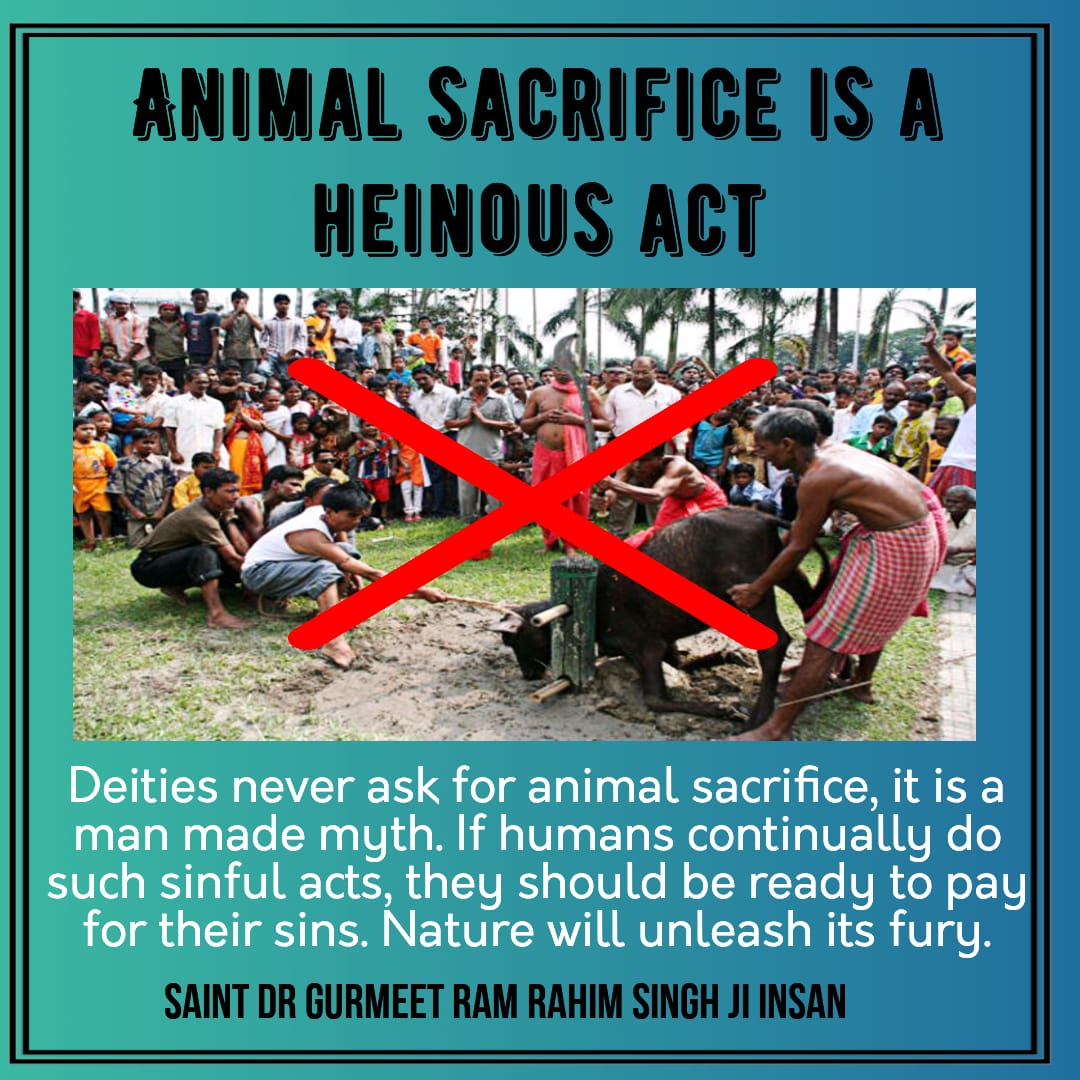 ANIMAL SACRIFICE IS A
HEINOUS ACT
Deities never ask for animal sacrifice, it is a
man made myth. If humans continually do
such sinful acts, they should be ready to pay
for their sins. Nature will unleash its fury.
SAINT DR GURMEET RAM RAHIM SINGH JI INSAN